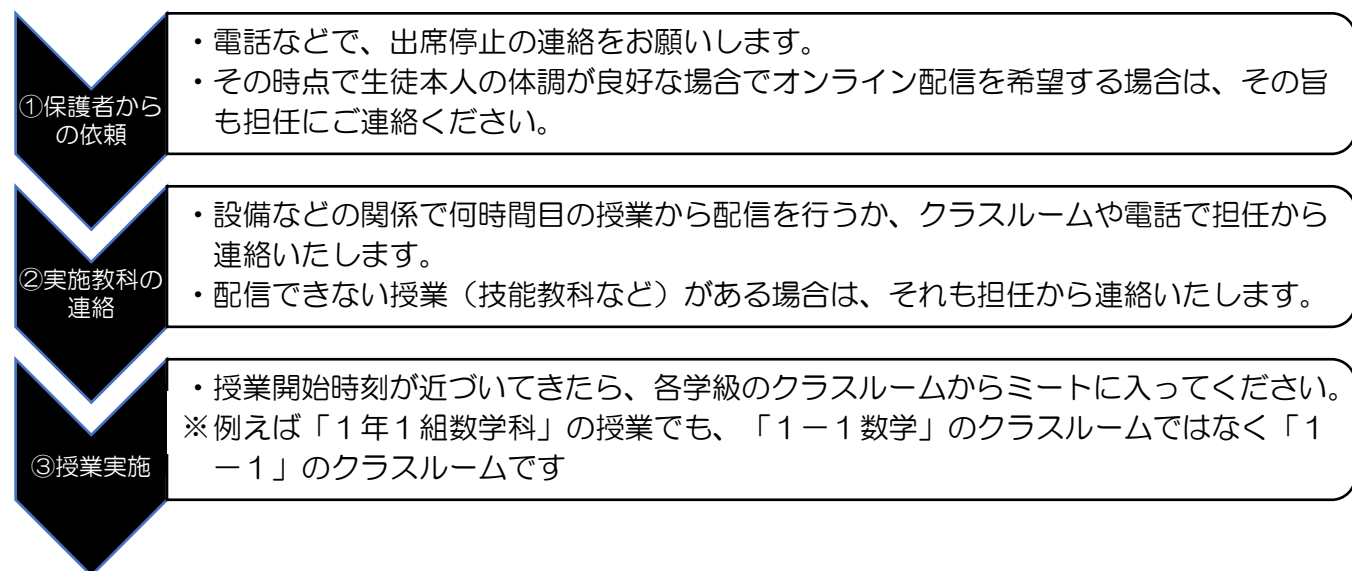 ①保護者から
の依頼
・電話などで、出席停止の連絡をお願いします。
・その時点で生徒本人の体調が良好な場合でオンライン配信を希望する場合は、その旨
も担任にご連絡ください。
②実施教科の
連絡
・設備などの関係で何時間目の授業から配信を行うか、クラスルームや電話で担任から
連絡いたします。
・配信できない授業（技能教科など）がある場合は、それも担任から連絡いたします。
③授業実施
・授業開始時刻が近づいてきたら、各学級のクラスルームからミートに入ってください。
※例えば「１年１組数学科」の授業でも、「１－１数学」のクラスルームではなく「１
－１」のクラスルームです